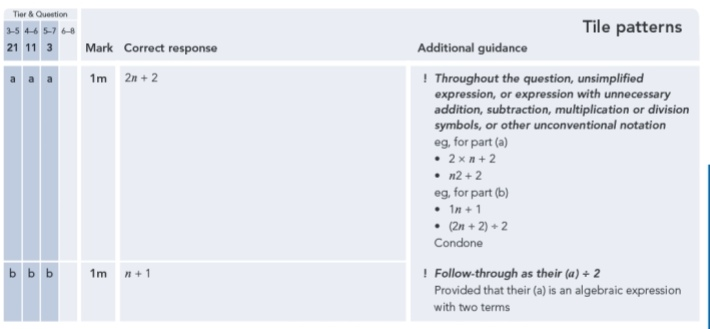 Tier & Question
3–5 4–6 5–7 6–8
21 11 3
Tile patterns
Mark Correct response Additional guidance
a a a 1m 2n + 2
! Throughout the question, unsimplified
expression, or expression with unnecessary
addition, subtraction, multiplication or division
symbols, or other unconventional notation
eg, for part (a)
• 2 × n + 2
• n2 + 2
eg, for part (b)
• 1n + 1
• (2n + 2) ÷ 2
Condone
b b b 1m n + 1
! Follow-through as their (a) ÷ 2
Provided that their (a) is an algebraic expression
with two terms